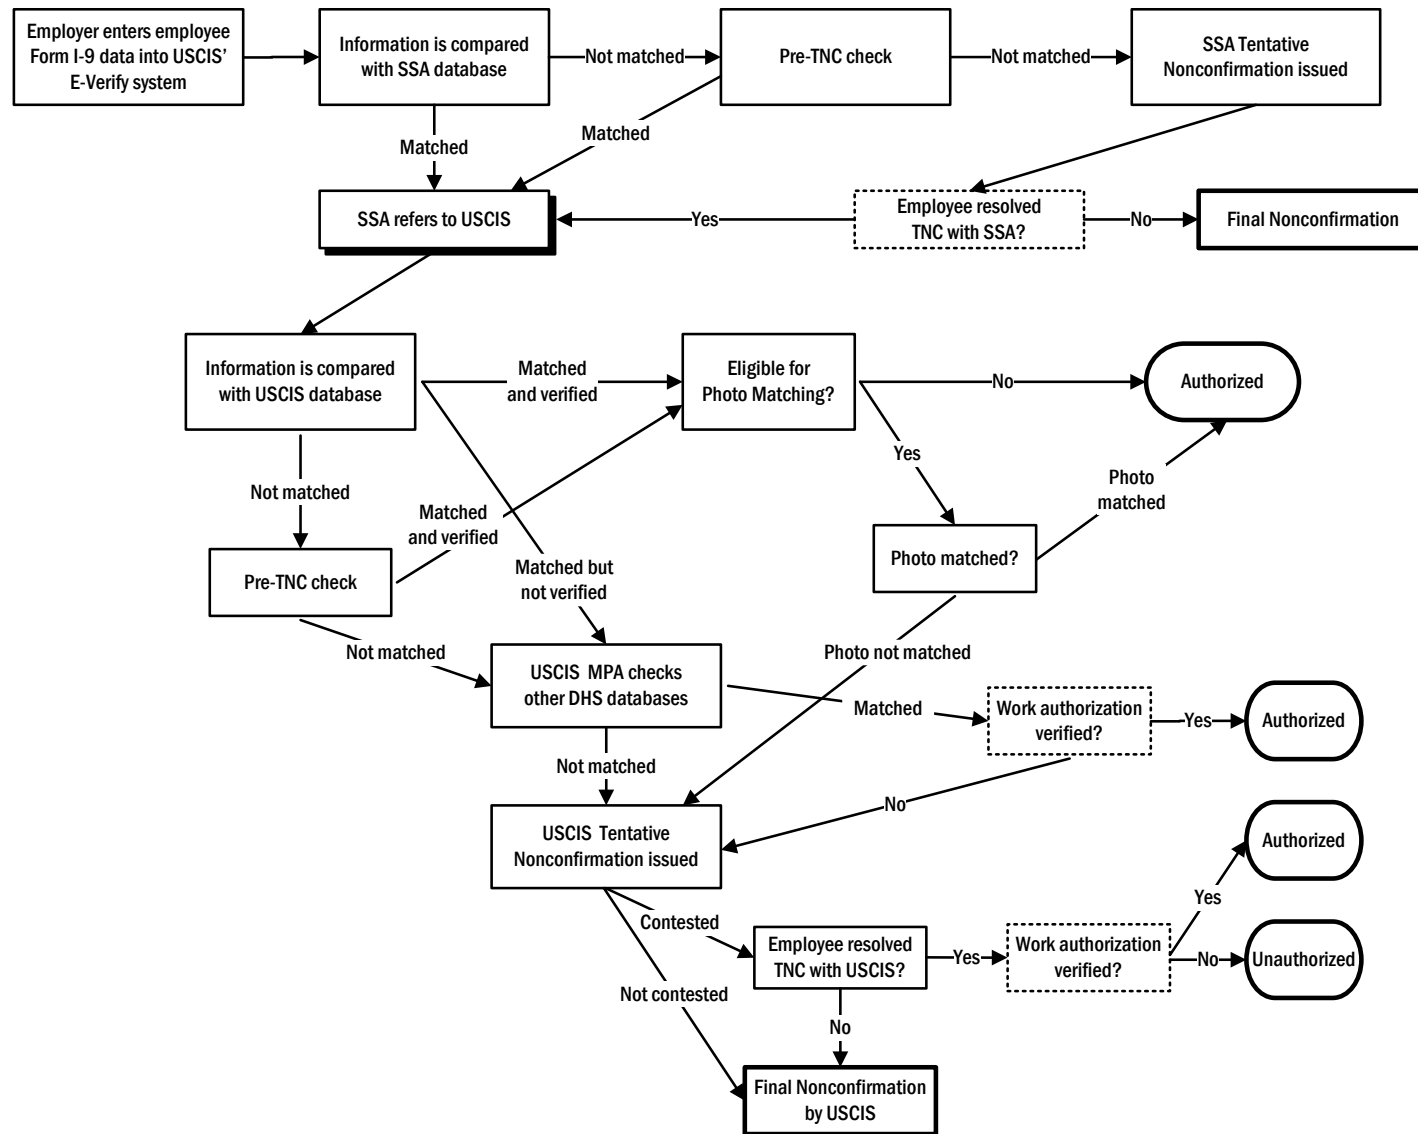 Employer enters employee
Form I-9 data into USCIS’
E-Verify system
Information is compared
with SSA database
Not matched
Pre-TNC check
Not matched
SSA Tentative
Nonconfirmation issued
Matched
Matched
SSA refers to USCIS
Yes
Employee resolved
TNC with SSA?
No
Final Nonconfirmation
Information is compared
with USCIS database
Matched
and verified
Eligible for
Photo Matching?
No
Authorized
Yes
Not matched
Matched
and verified
Photo
matched
Pre-TNC check
Matched but
not verified
Photo matched?
Not matched
USCIS MPA checks
other DHS databases
Photo not matched
Matched
Work authorization
verified?
Yes
Authorized
Not matched
No
USCIS Tentative
Nonconfirmation issued
Authorized
Contested
Yes
Employee resolved
TNC with USCIS?
Yes
Work authorization
verified?
No
Unauthorized
Not contested
No
Final Nonconfirmation
by USCIS